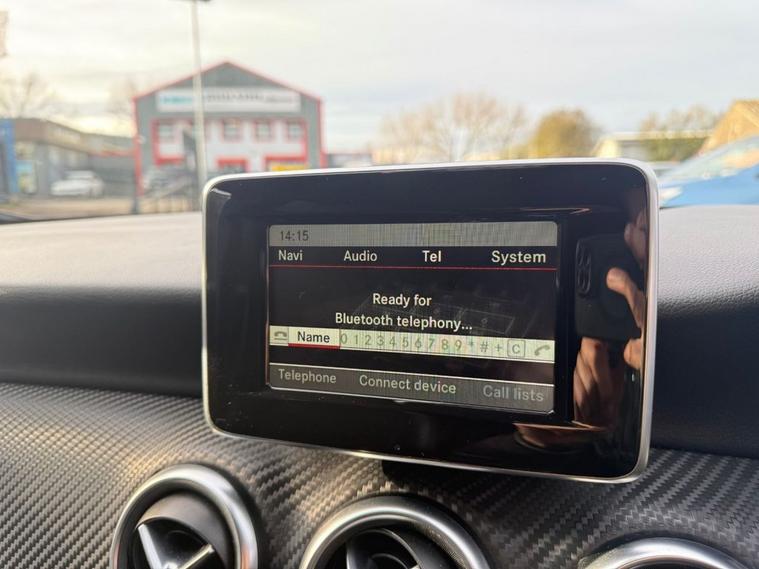 14:15
Navi Audio Tel System
Ready for
Bluetooth telephony...
Name 0 1 2 3 4 5 6 7 8 9 * # + C
Telephone Connect device Call lists